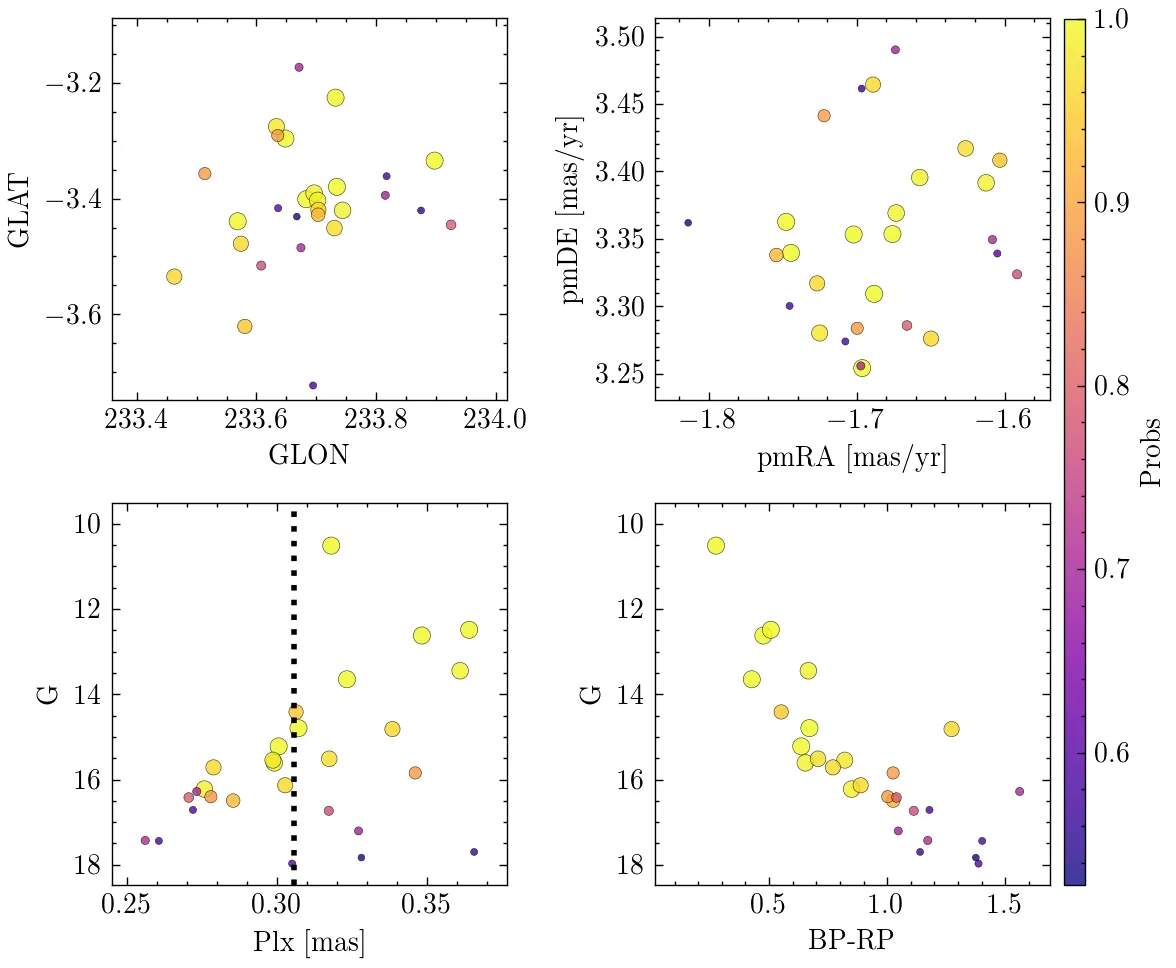 −3.2
−3.4
−3.6
GLAT
233.4 233.6 233.8 234.0
GLON
3.50
3.45
3.40
3.35
3.30
3.25
pmDE [mas/yr]
−1.8 −1.7 −1.6
pmRA [mas/yr]
10
12
14
16
18
G
0.25 0.30 0.35
Plx [mas]
10
12
14
16
18
G
0.5 1.0 1.5
BP-RP
1.0
0.9
0.8
0.7
0.6
Probs